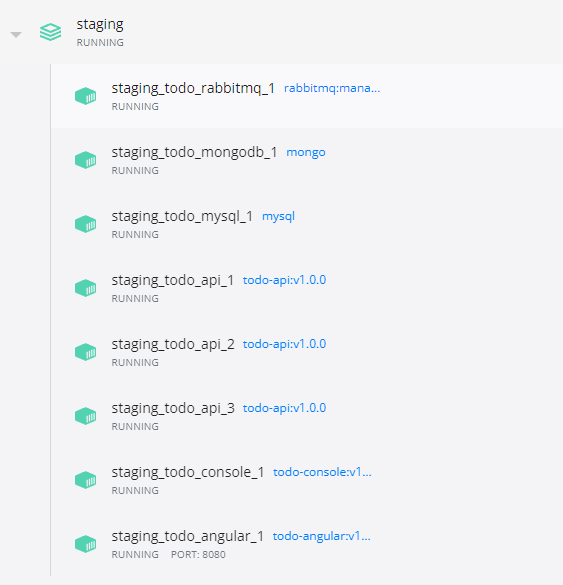 staging
RUNNING
staging_todo_rabbitmq_1 rabbitmq:mana...
RUNNING
staging_todo_mongodb_1 mongo
RUNNING
staging_todo_mysql_1 mysql
RUNNING
staging_todo_api_1 todo-api:v1.0.0
RUNNING
staging_todo_api_2 todo-api:v1.0.0
RUNNING
staging_todo_api_3 todo-api:v1.0.0
RUNNING
staging_todo_console_1 todo-console:v1...
RUNNING
staging_todo_angular_1 todo-angular:v1...
RUNNING PORT: 8080